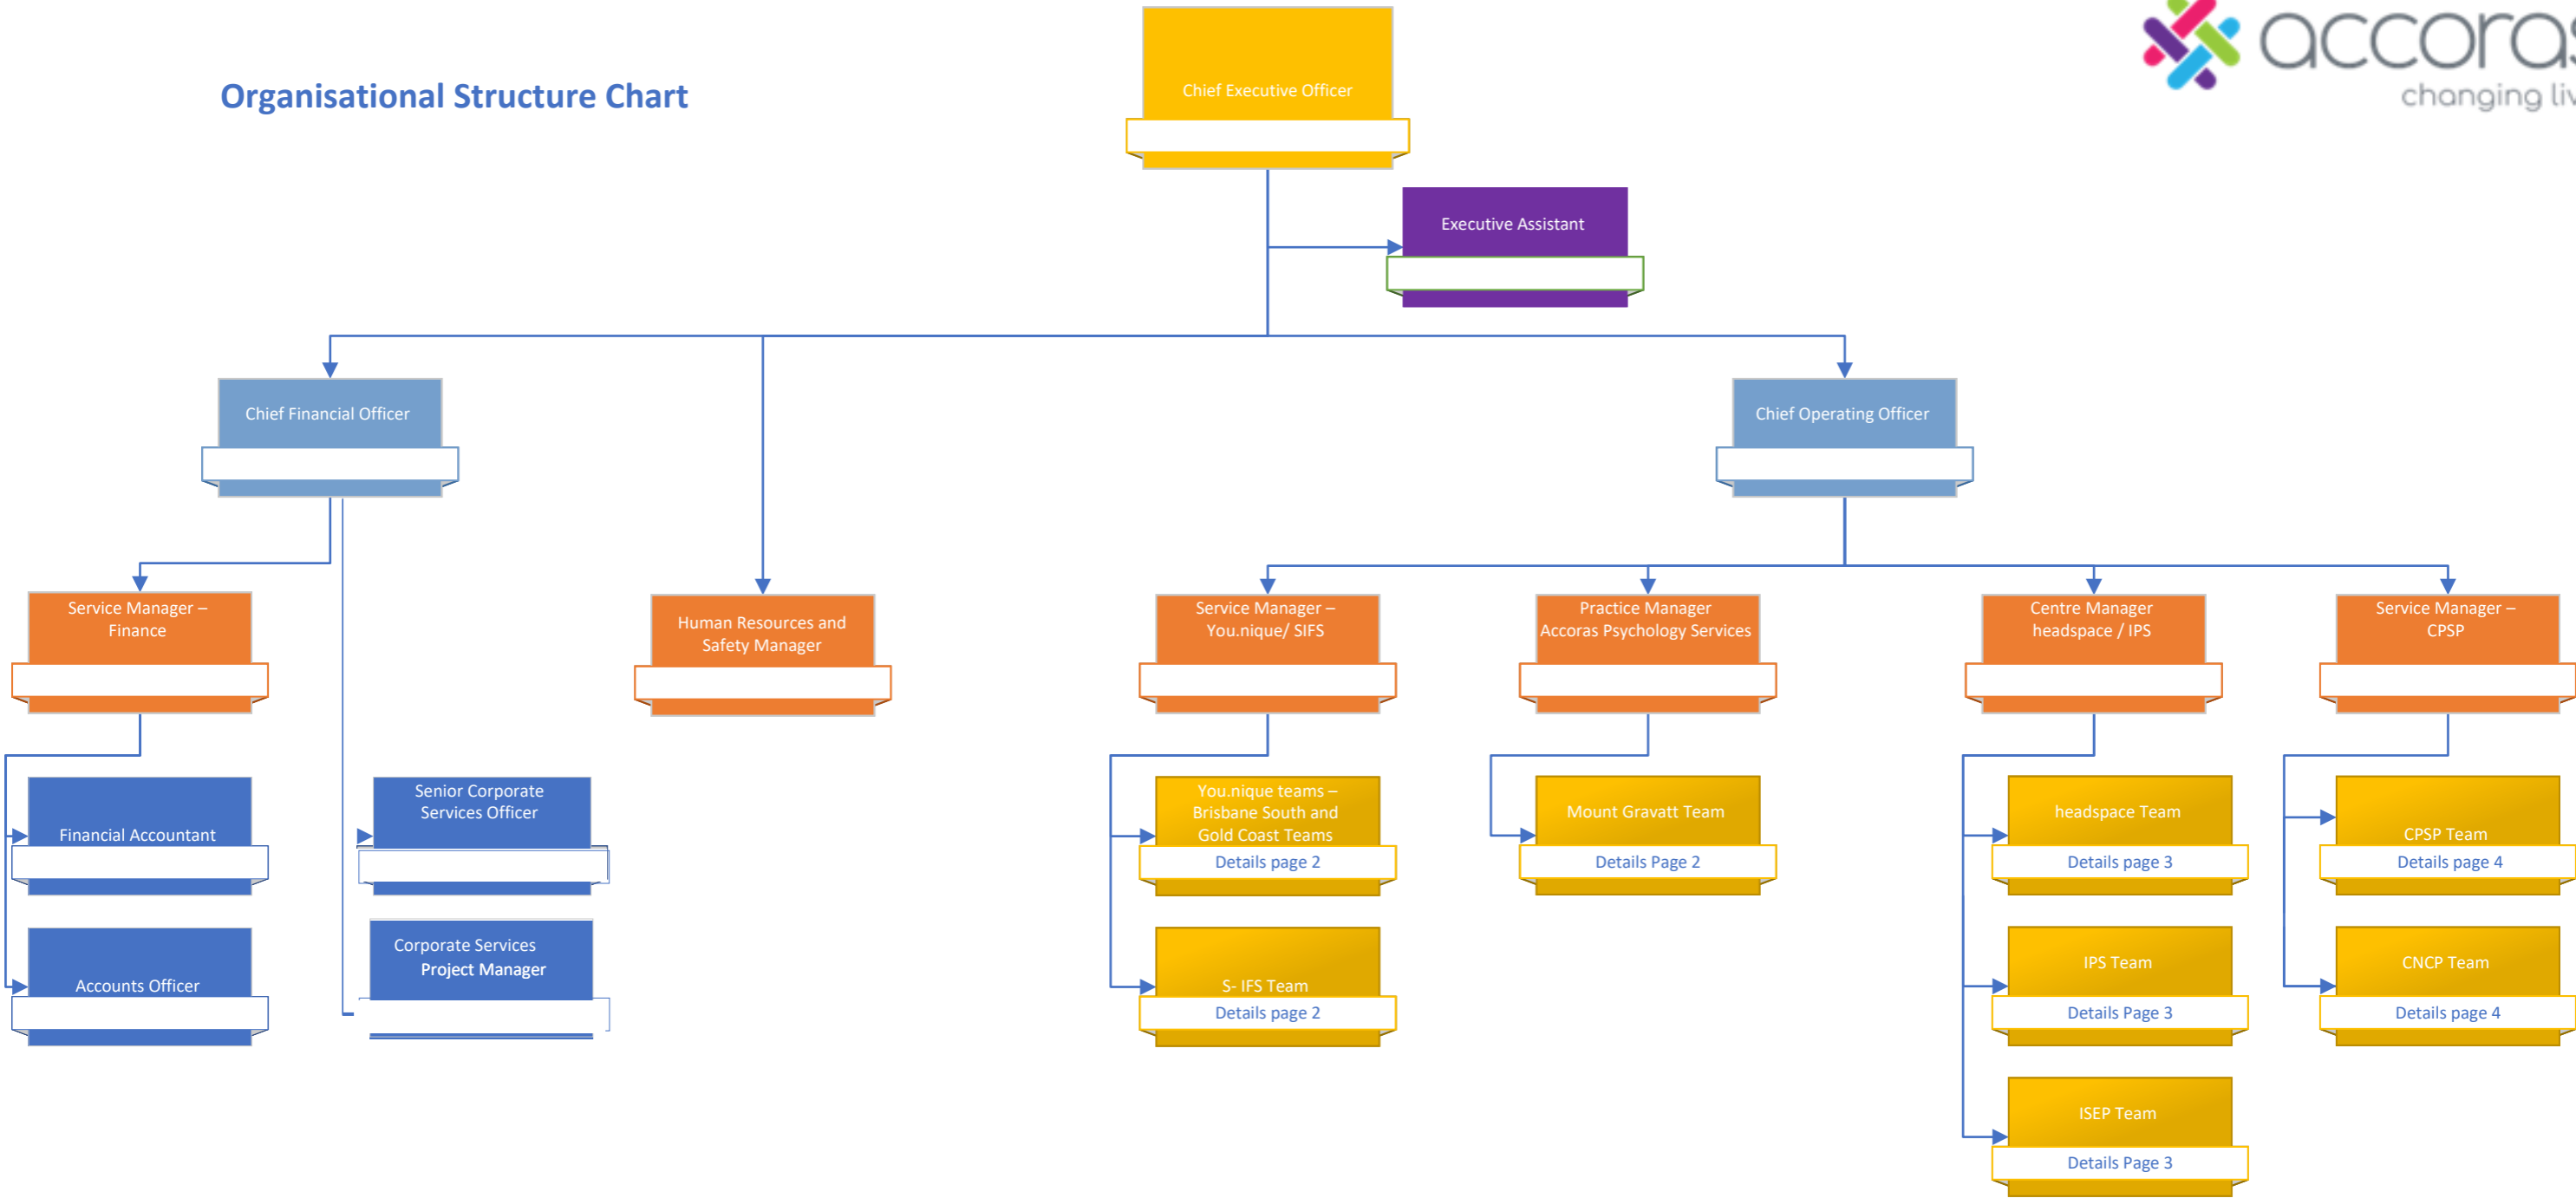 accoras
Organisational Structure Chart
Chief Executive Officer
changing liv
Executive Assistant
Chief Financial Officer
Chief Operating Officer
Service Manager –
Finance
Human Resources and
Safety Manager
Service Manager –
You.nique/ SIFS
Practice Manager
Accoras Psychology Services
Centre Manager
headspace / IPS
Service Manager –
CPSP
Financial Accountant
Senior Corporate
Services Officer
You.nique teams –
Brisbane South and
Gold Coast Teams
Details page 2
Mount Gravatt Team
Details Page 2
headspace Team
Details page 3
CPSP Team
Details page 4
Accounts Officer
Corporate Services
Project Manager
S- IFS Team
Details page 2
IPS Team
Details Page 3
CNCP Team
Details page 4
ISEP Team
Details Page 3